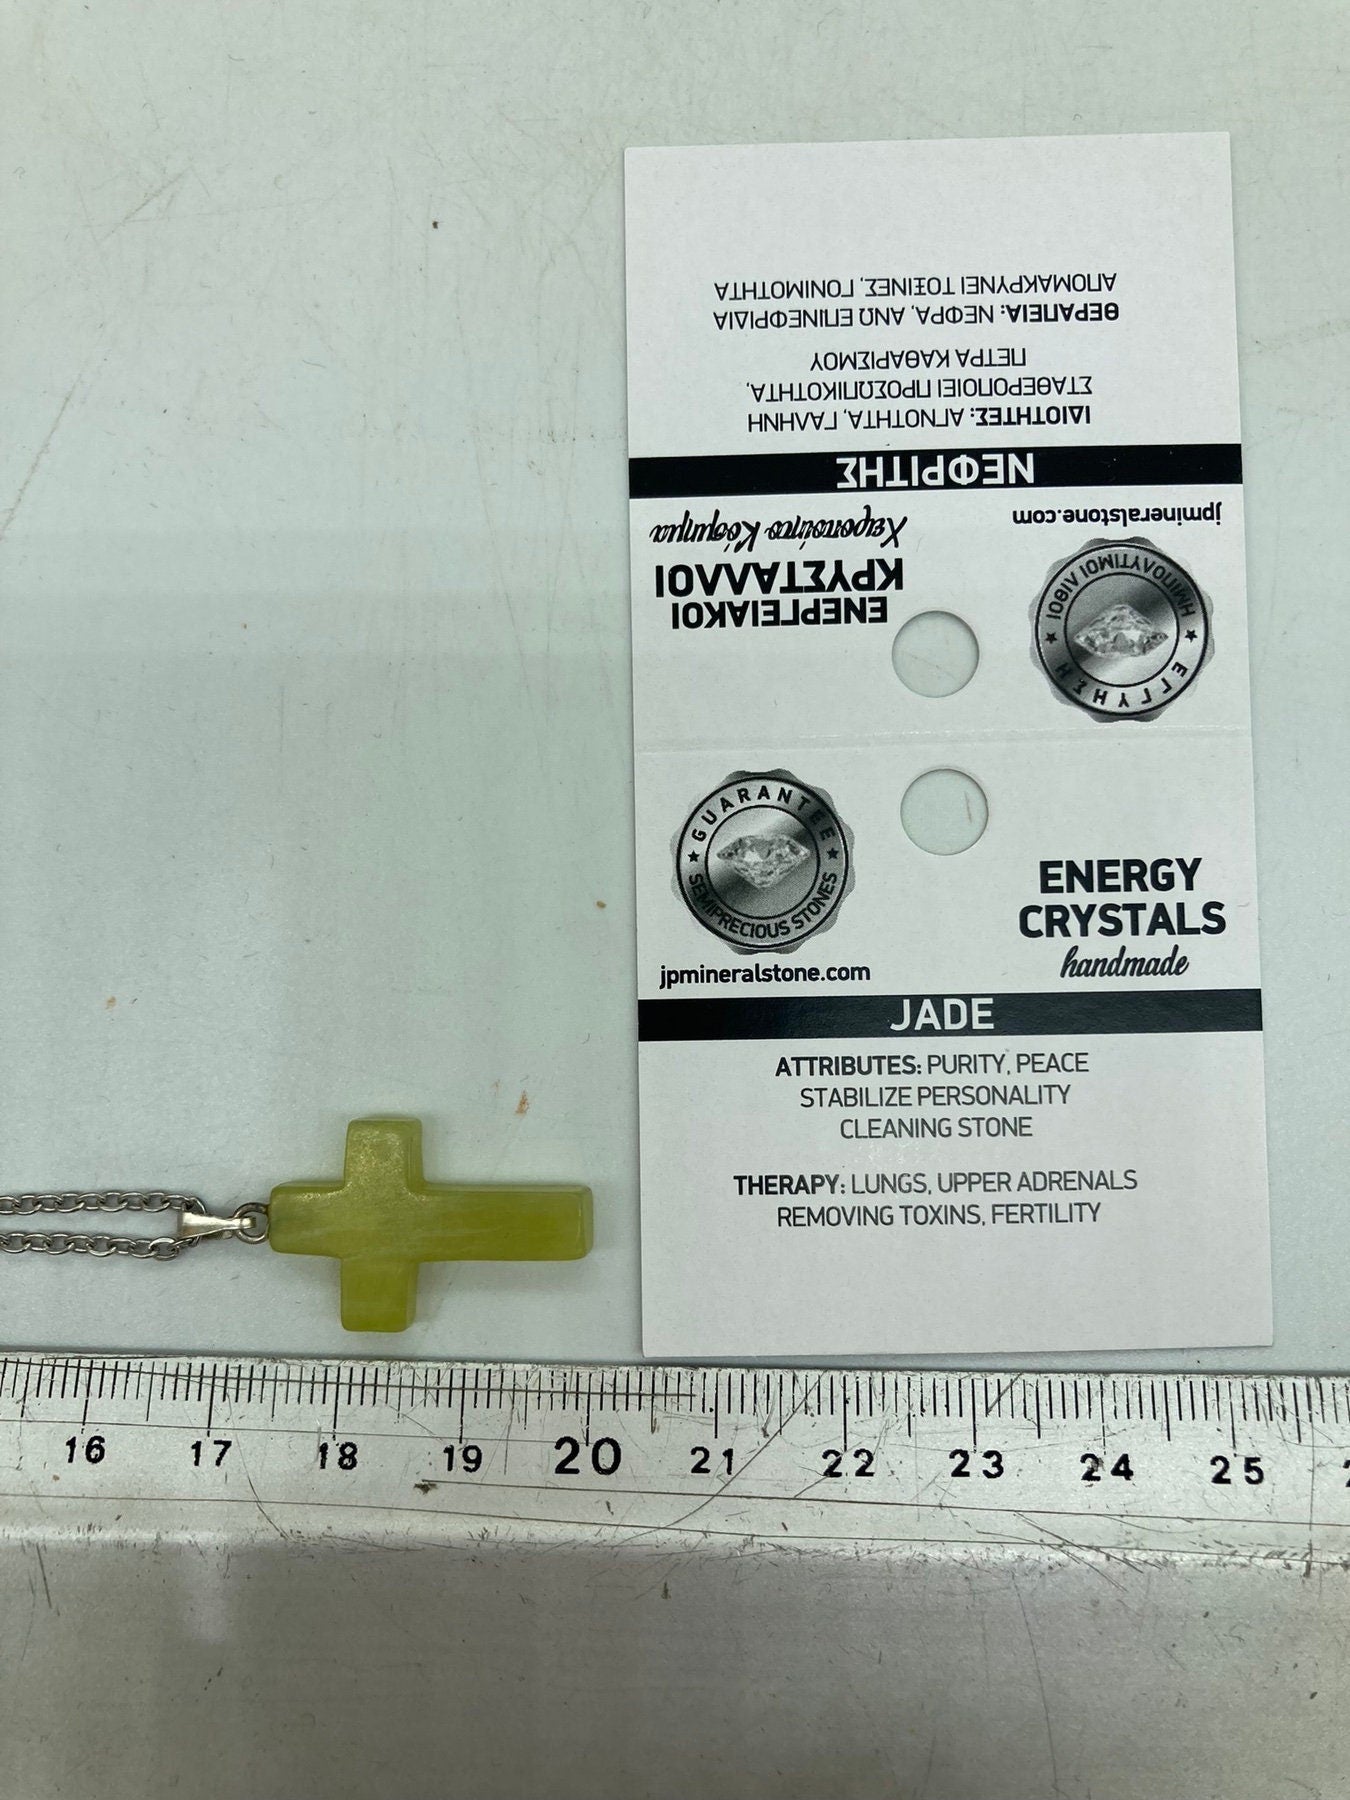 ΝΕΦΡΙΤΗΣ
ΙΔΙΟΤΗΤΕΣ: ΑΓΝΟΤΗΤΑ, ΓΑΛΗΝΗ
ΣΤΑΘΕΡΟΠΟΙΕΙ ΠΡΟΣΩΠΙΚΟΤΗΤΑ,
ΠΕΤΡΑ ΚΑΘΑΡΙΣΜΟΥ
ΘΕΡΑΠΕΙΑ: ΝΕΦΡΑ, ΑΝΩ ΕΠΙΝΕΦΡΙΔΙΑ
ΑΠΟΜΑΚΡΥΝΕΙ ΤΟΞΙΝΕΣ, ΓΟΝΙΜΟΤΗΤΑ
ΕΓΓΥΗΣΗ
ΗΜΙΠΟΛΥΤΙΜΟΙ ΛΙΘΟΙ
jpmineralstone.com
ΕΝΕΡΓΕΙΑΚΟΙ
ΚΡΥΣΤΑΛΛΟΙ
Χειροποίητο Κόσμημα
GUARANTEE
SEMIPRECIOUS STONES
jpmineralstone.com
ENERGY
CRYSTALS
handmade
JADE
ATTRIBUTES: PURITY, PEACE
STABILIZE PERSONALITY
CLEANING STONE
THERAPY: LUNGS, UPPER ADRENALS
REMOVING TOXINS, FERTILITY
16 17 18 19 20 21 22 23 24 25